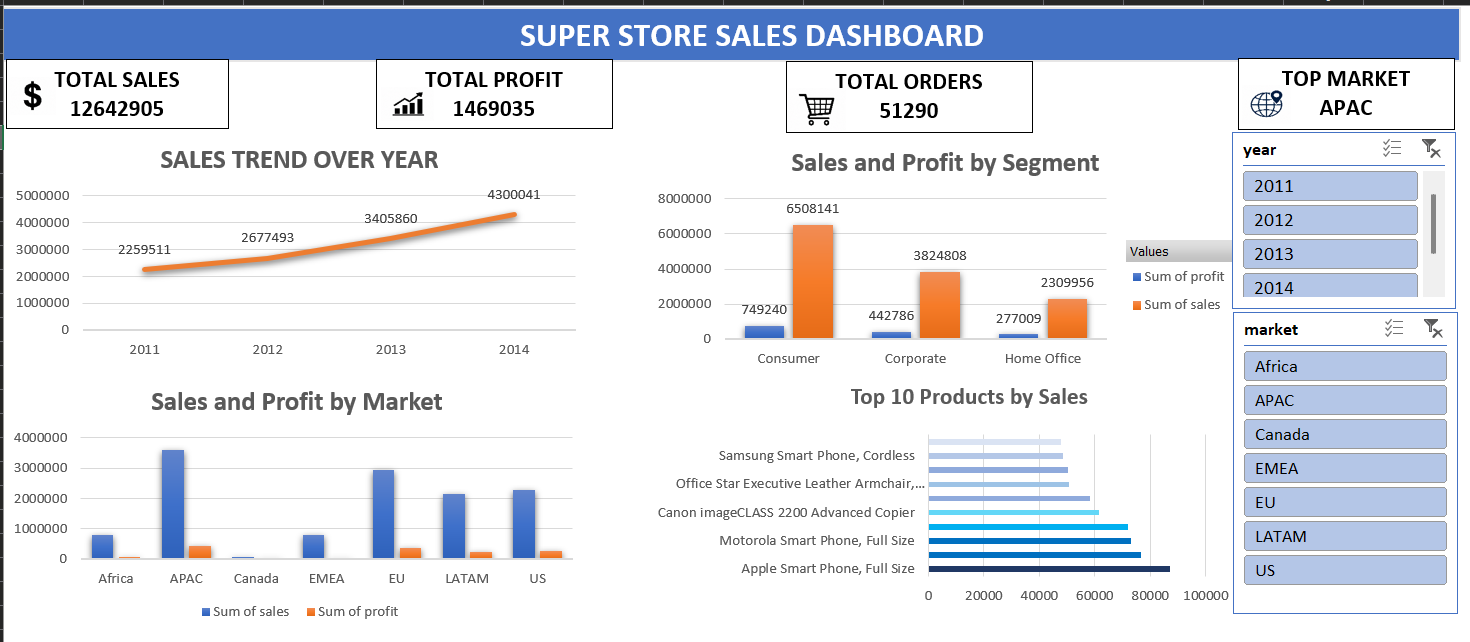 SUPER STORE SALES DASHBOARD
$ TOTAL SALES
12642905
TOTAL PROFIT
1469035
TOTAL ORDERS
51290
TOP MARKET
APAC
SALES TREND OVER YEAR
5000000
4000000
3000000
2000000
1000000
0
2259511
2677493
3405860
4300041
2011 2012 2013 2014
Sales and Profit by Segment
8000000
6000000
4000000
2000000
0
749240
6508141
442786
3824808
277009
2309956
Consumer Corporate Home Office
Values
Sum of profit
Sum of sales
year
2011
2012
2013
2014
market
Africa
APAC
Canada
EMEA
EU
LATAM
US
Sales and Profit by Market
4000000
3000000
2000000
1000000
0
Africa APAC Canada EMEA EU LATAM US
Sum of sales Sum of profit
Top 10 Products by Sales
Samsung Smart Phone, Cordless
Office Star Executive Leather Armchair,...
Canon imageCLASS 2200 Advanced Copier
Motorola Smart Phone, Full Size
Apple Smart Phone, Full Size
0 20000 40000 60000 80000 100000